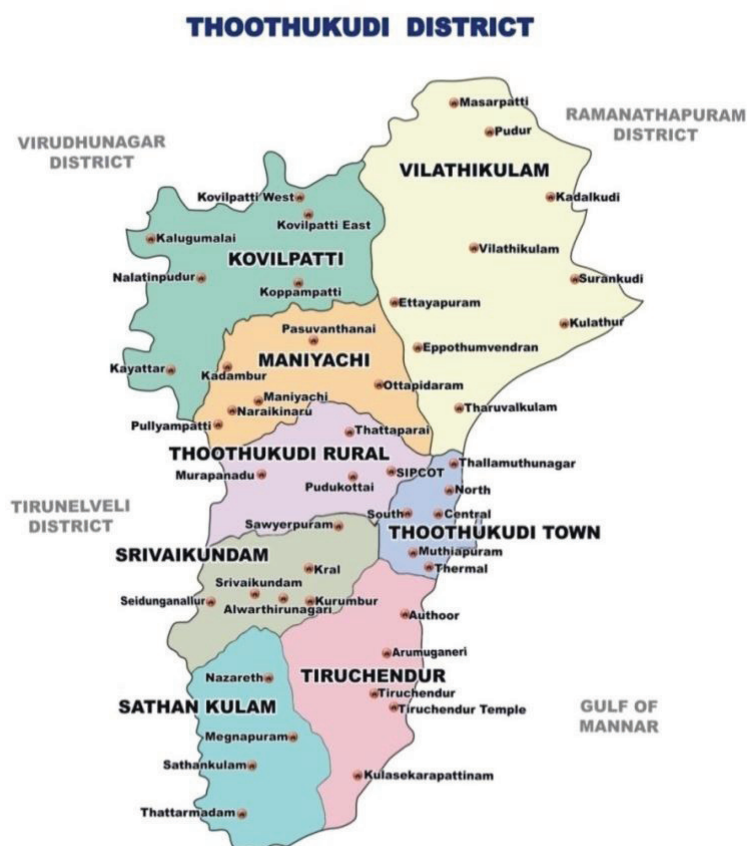 THOOTHUKUDI DISTRICT
Masarpatti
RAMANATHAPURAM
DISTRICT
Pudur
VIRUDHUNAGAR
DISTRICT
VILATHIKULAM
Kovilpatti West
Kadalkudi
Kovilpatti East
Kalugumalai
Vilathikulam
KOVILPATTI
Nalatinpudur
Surankudi
Koppampatti
Ettayapuram
Kulathur
Pasuvanthanai
Eppothumvendran
MANIYACHI
Kayattar
Kadambur
Ottapidaram
Maniyachi
Naraikinaru
Tharuvalkulam
Pullyampatti
Thattaparai
THOOTHUKUDI RURAL
Thallamuthunagar
Murapanadu
SIPCOT
Pudukottai
North
TIRUNELVELI
DISTRICT
South
Central
Sawyerpuram
THOOTHUKUDI TOWN
SRIVAIKUNDAM
Muthiapuram
Kral
Thermal
Srivaikundam
Seidunganallur
Kurumbur
Alwarthirunagari
Authoor
Arumuganeri
Nazareth
TIRUCHENDUR
Tiruchendur
SATHAN KULAM
Tiruchendur Temple
GULF OF
MANNAR
Megnapuram
Sathankulam
Kulasekarapattinam
Thattarmadam